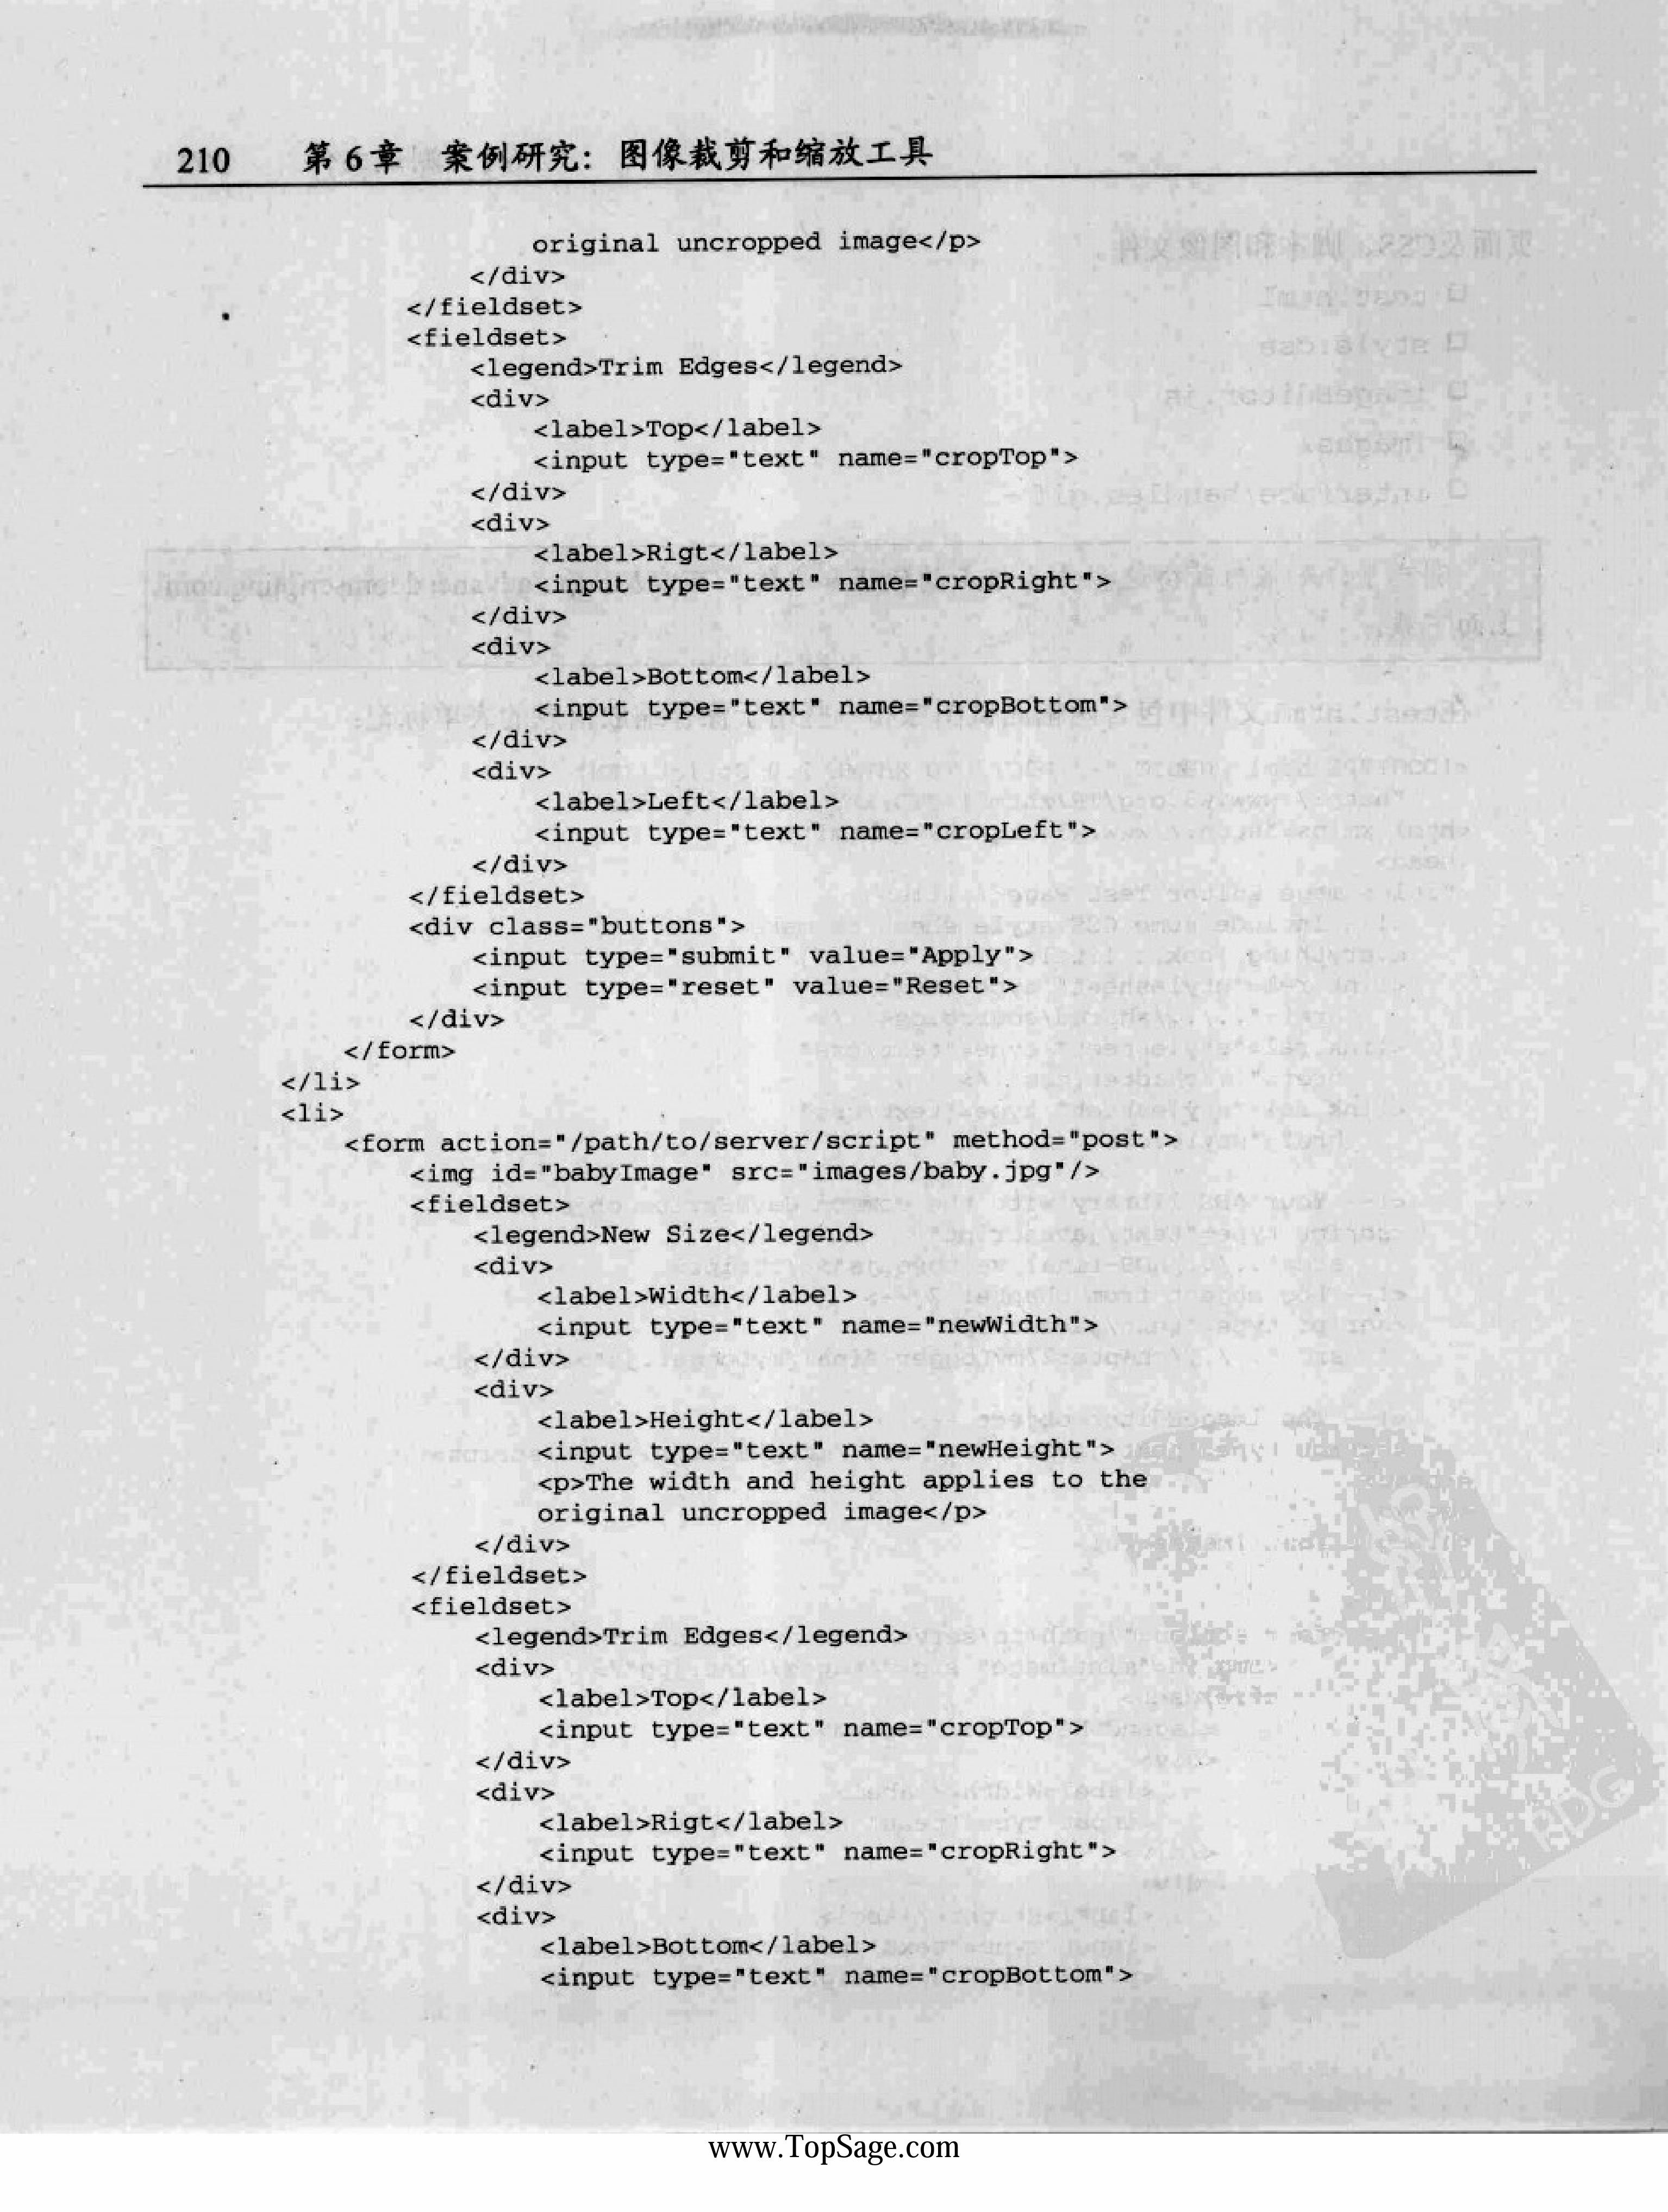 210 第6章 案例研究：图像裁剪和缩放工具
original uncropped image</p>
</div>
</fieldset>
<fieldset>
<legend>Trim Edges</legend>
<div>
<label>Top</label>
<input type="text" name="cropTop">
</div>
<div>
<label>Rigt</label>
<input type="text" name="cropRight">
</div>
<div>
<label>Bottom</label>
<input type="text" name="cropBottom">
</div>
<div>
<label>Left</label>
<input type="text" name="cropLeft">
</div>
</fieldset>
<div class="buttons">
<input type="submit" value="Apply">
<input type="reset" value="Reset">
</div>
</form>
</li>
<li>
<form action="/path/to/server/script" method="post">
<img id="babyImage" src="images/baby.jpg"/>
<fieldset>
<legend>New Size</legend>
<div>
<label>Width</label>
<input type="text" name="newWidth">
</div>
<div>
<label>Height</label>
<input type="text" name="newHeight">
<p>The width and height applies to the
original uncropped image</p>
</div>
</fieldset>
<fieldset>
<legend>Trim Edges</legend>
<div>
<label>Top</label>
<input type="text" name="cropTop">
</div>
<div>
<label>Rigt</label>
<input type="text" name="cropRight">
</div>
<div>
<label>Bottom</label>
<input type="text" name="cropBottom">
PDG
www.TopSage.com